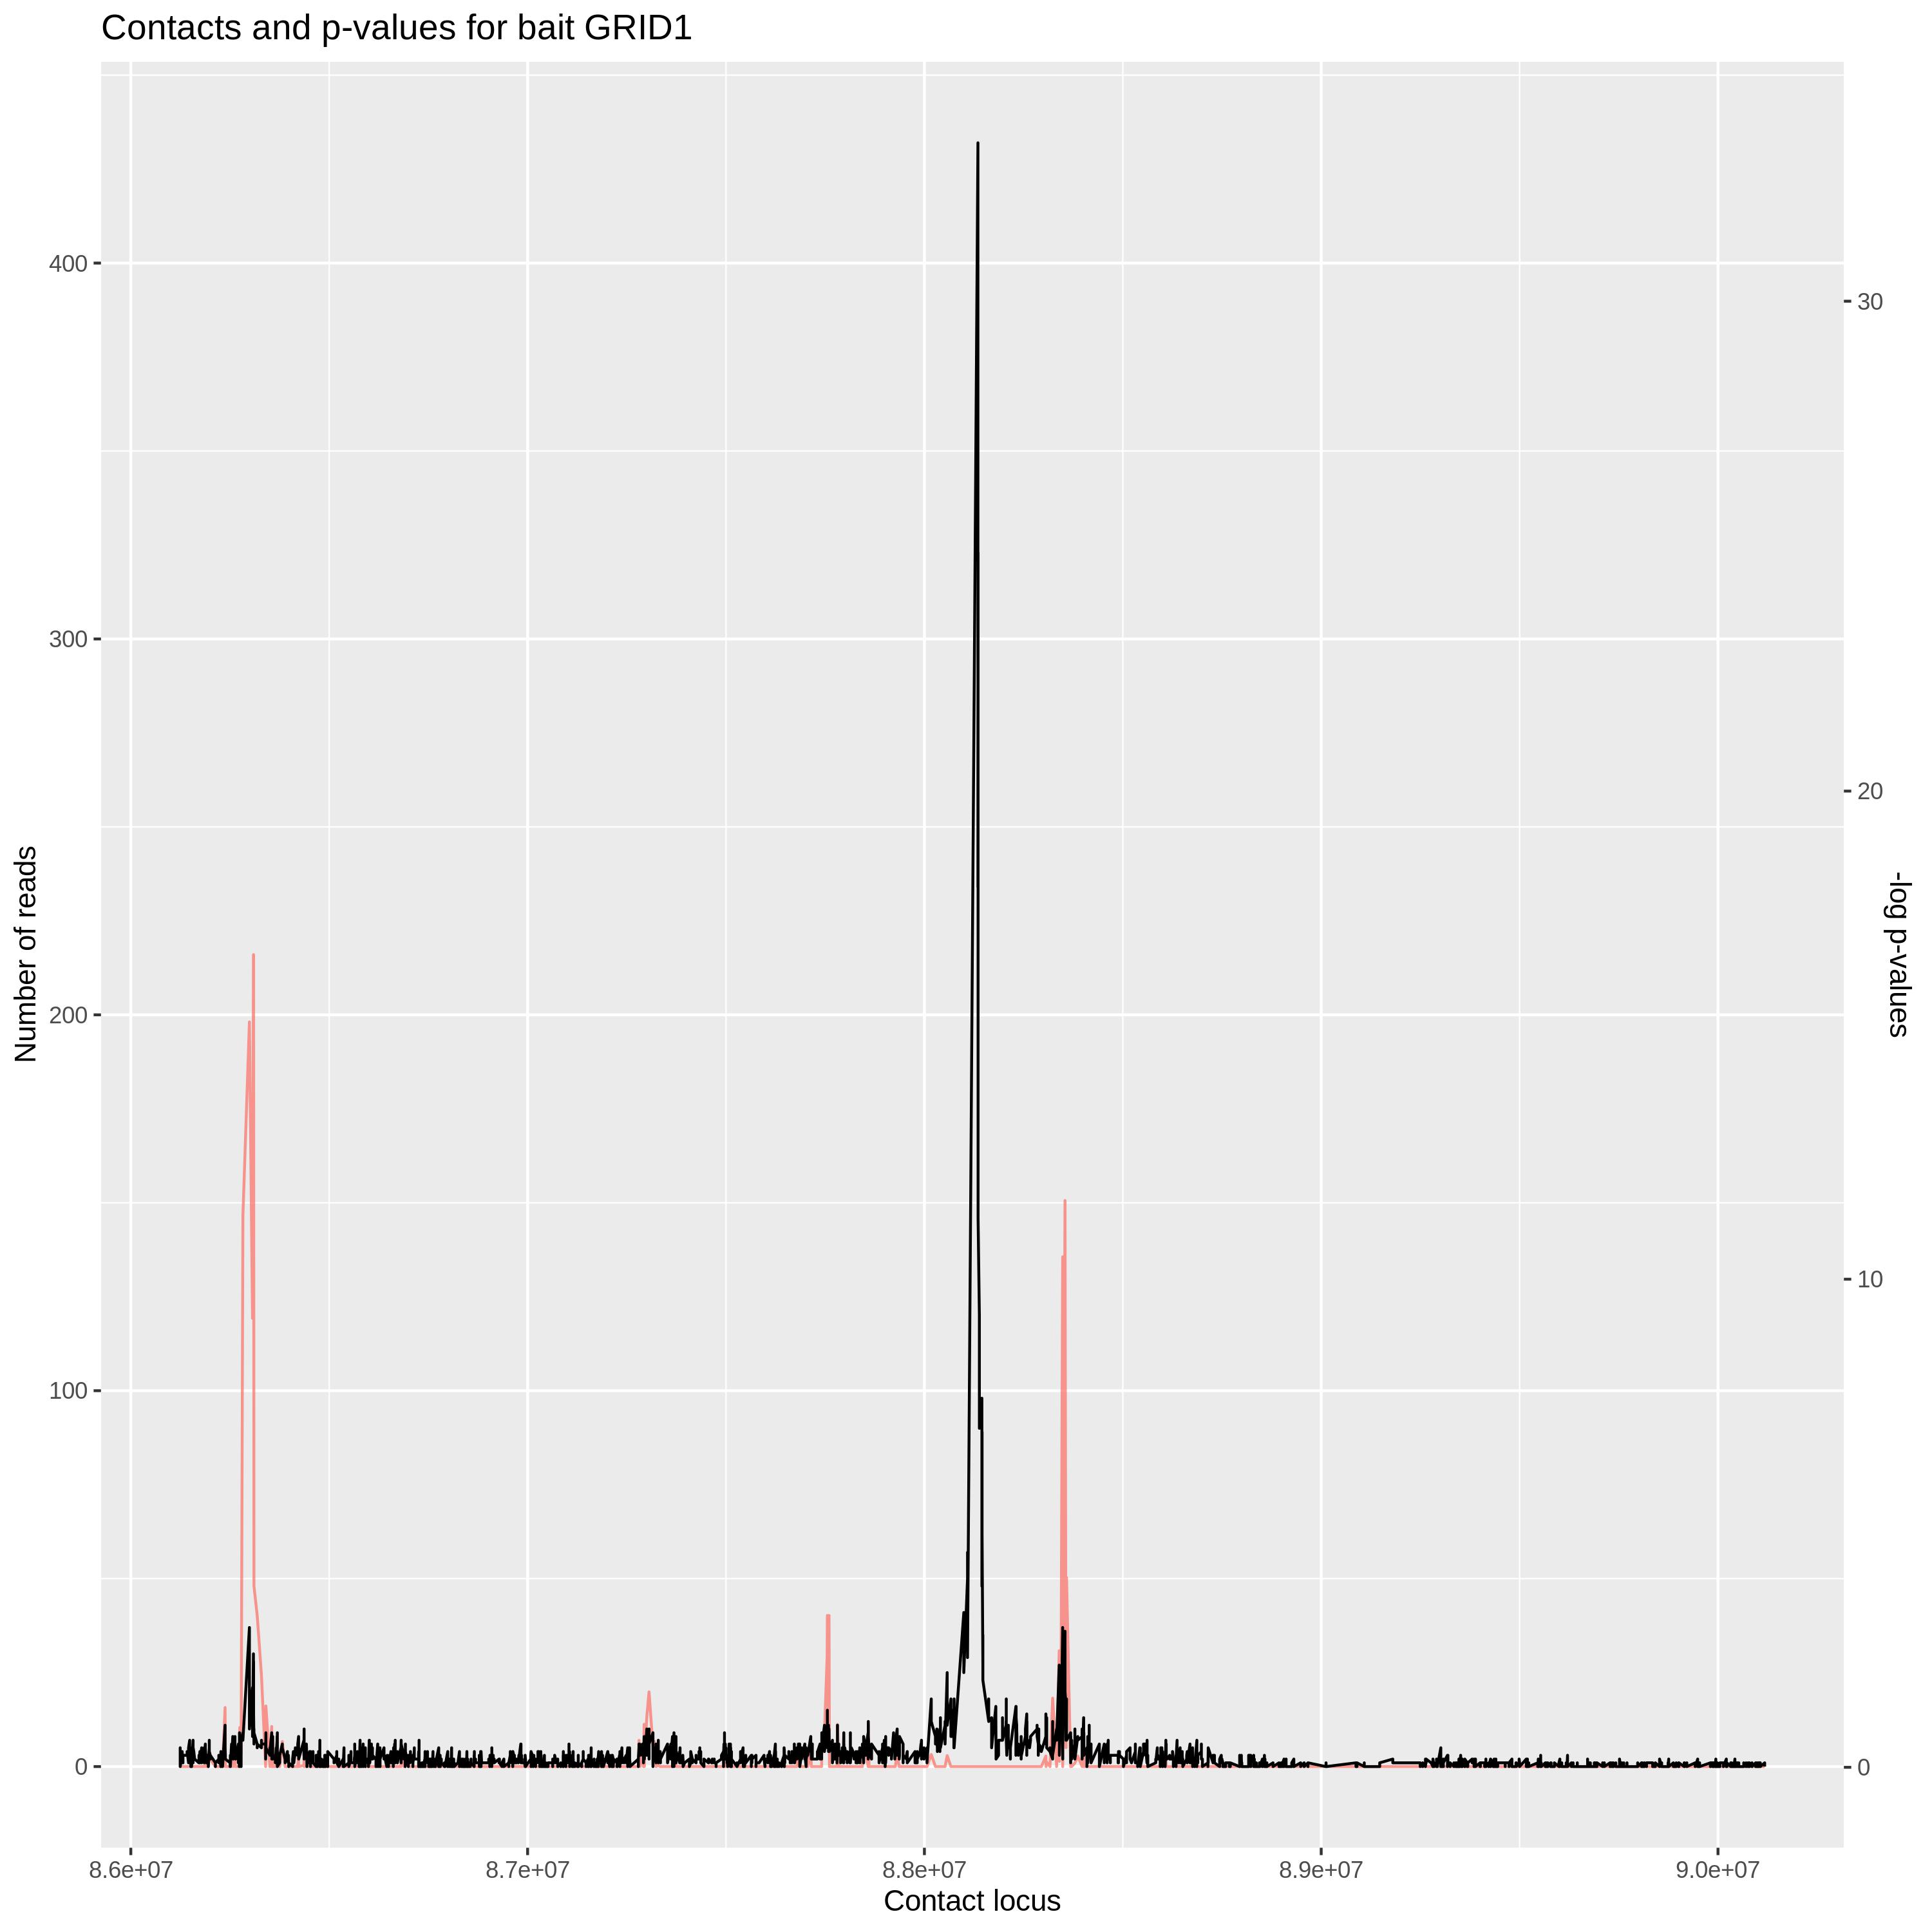 Contacts and p-values for bait GRID1
Number of reads
400
300
200
100
0
30
20
10
0
-log p-values
8.6e+07 8.7e+07 8.8e+07 8.9e+07 9.0e+07
Contact locus